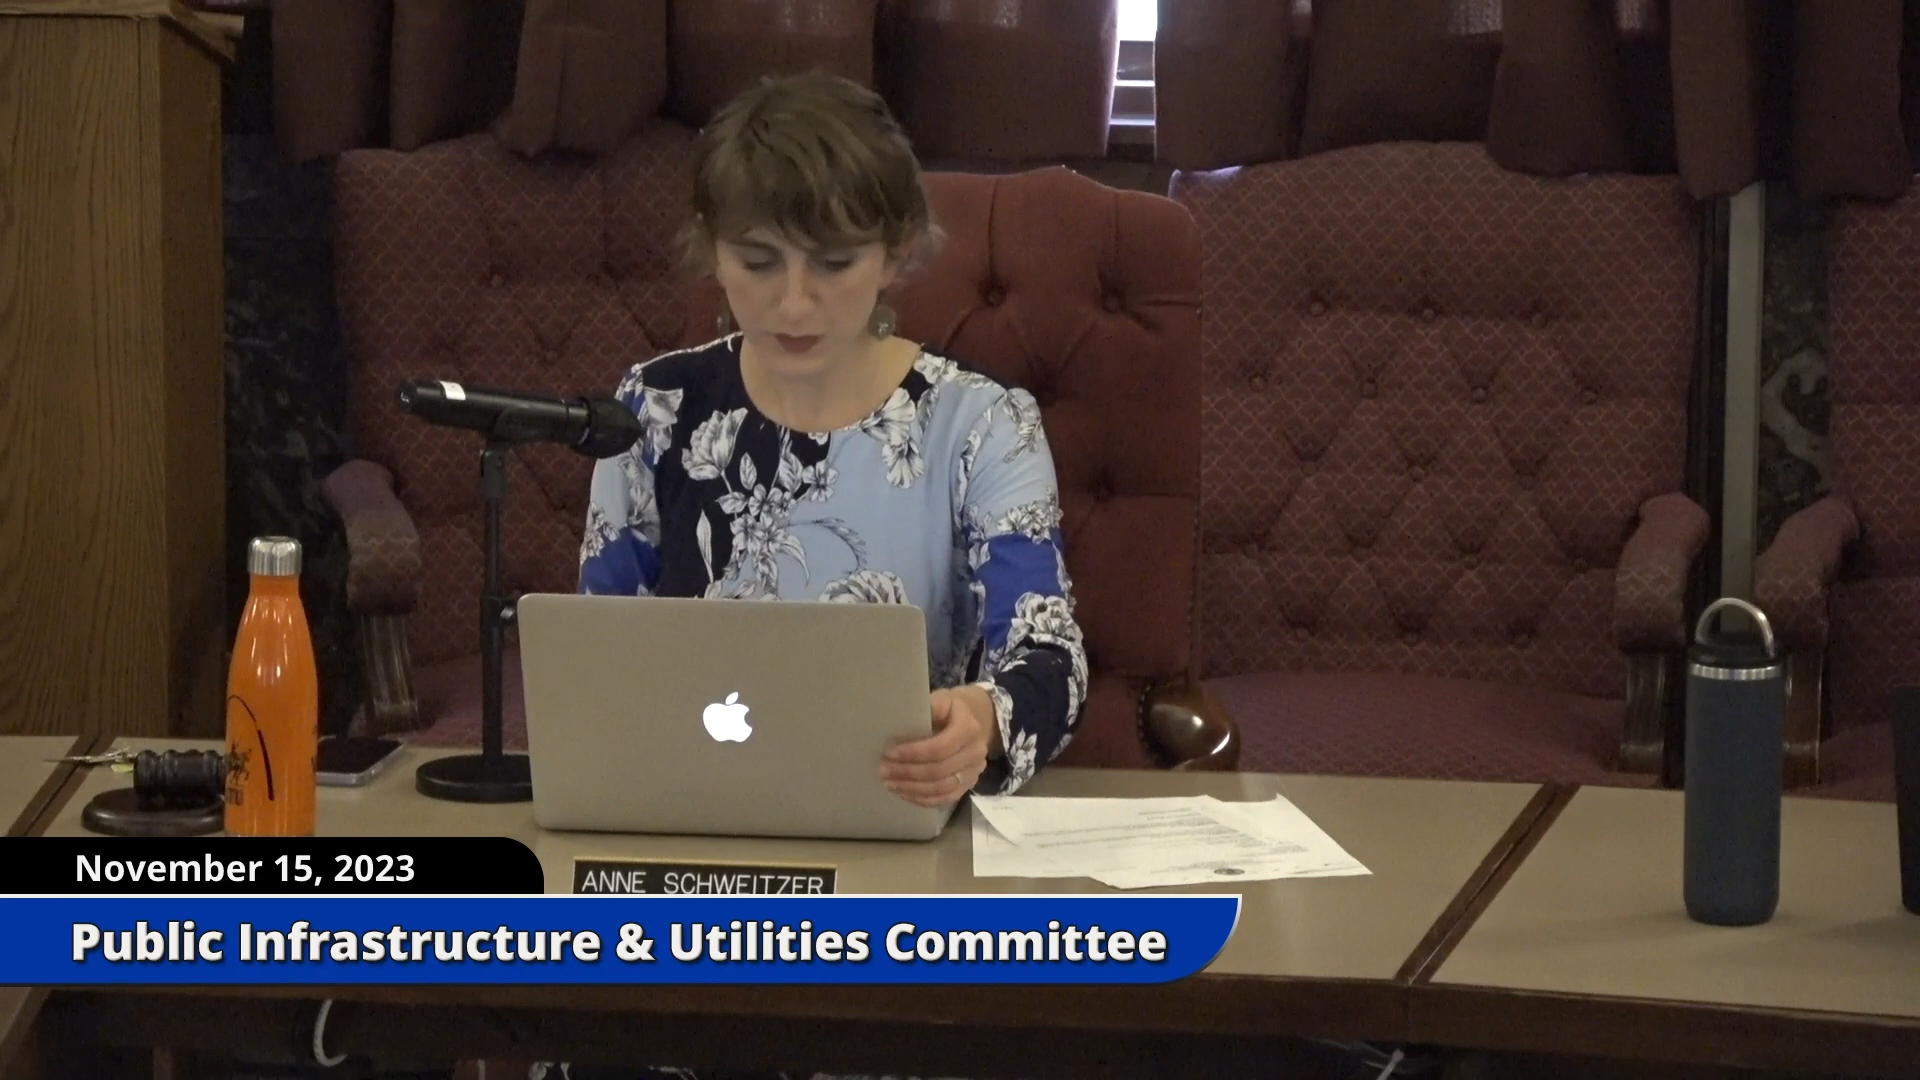 November 15, 2023
ANNE SCHWEITZER
Public Infrastructure & Utilities Committee